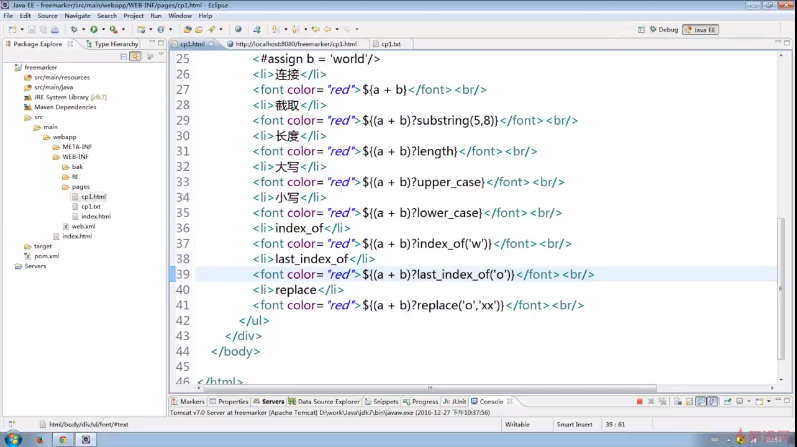 Java EE - freemarker/src/main/webapp/WEB-INF/pages/cp1.html - Eclipse
File Edit Source Navigate Search Project Run Window Help
Debug Java EE
Package Explorer Type Hierarchy
freemarker
src/main/resources
src/main/java
JRE System Library [jdk7]
Maven Dependencies
src
main
webapp
META-INF
WEB-INF
bak
pages
cp1.html
cp1.txt
index.html
web.xml
index.html
target
pom.xml
Servers
cp1.html http://localhost:8080/freemarker/cp1.html cp1.txt
25 <#assign b = 'world'/>
26 <li>连接</li>
27 <font color="red">${a + b}</font><br/>
28 <li>截取</li>
29 <font color="red">${(a + b)?substring(5,8)}</font><br/>
30 <li>长度</li>
31 <font color="red">${(a + b)?length}</font><br/>
32 <li>大写</li>
33 <font color="red">${(a + b)?upper_case}</font><br/>
34 <li>小写</li>
35 <font color="red">${(a + b)?lower_case}</font><br/>
36 <li>index_of</li>
37 <font color="red">${(a + b)?index_of('w')}</font><br/>
38 <li>last_index_of</li>
39 <font color="red">${(a + b)?last_index_of('o')}</font><br/>
40 <li>replace</li>
41 <font color="red">${(a + b)?replace('o','xx')}</font><br/>
42 </ul>
43 </div>
44 </body>
45
46 </html>
Markers Properties Servers Data Source Explorer Snippets Progress JUnit Console
Tomcat v7.0 Server at freemarker [Apache Tomcat] D:\work\Java\jdk7\bin\javaw.exe (2016-12-27 下午10:37:56)
html/body/div/ul/font/#text Writable Smart Insert 39 : 61